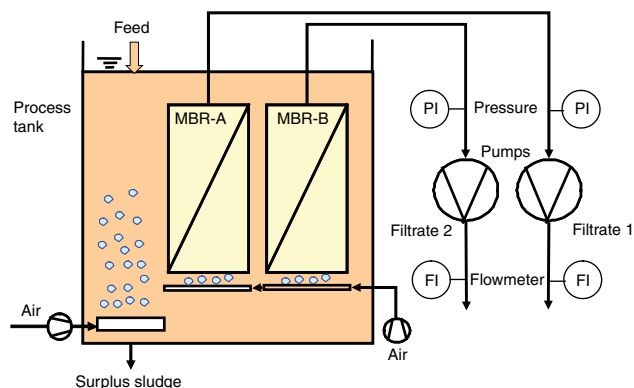 Feed
Process
tank
MBR-A
MBR-B
PI
Pressure
PI
Pumps
Filtrate 2
Filtrate 1
FI
Flowmeter
FI
Air
Air
Surplus sludge